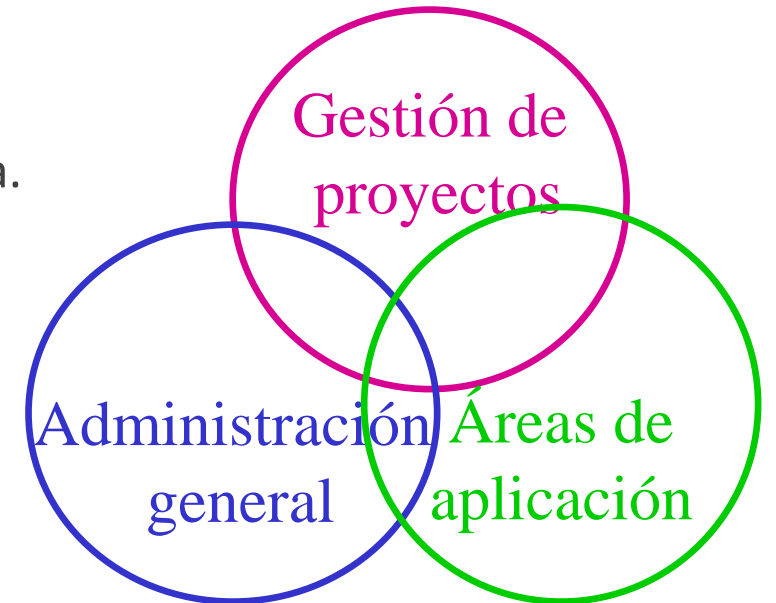 Gestión de
proyectos
a.
Administración
general
Áreas de
aplicación